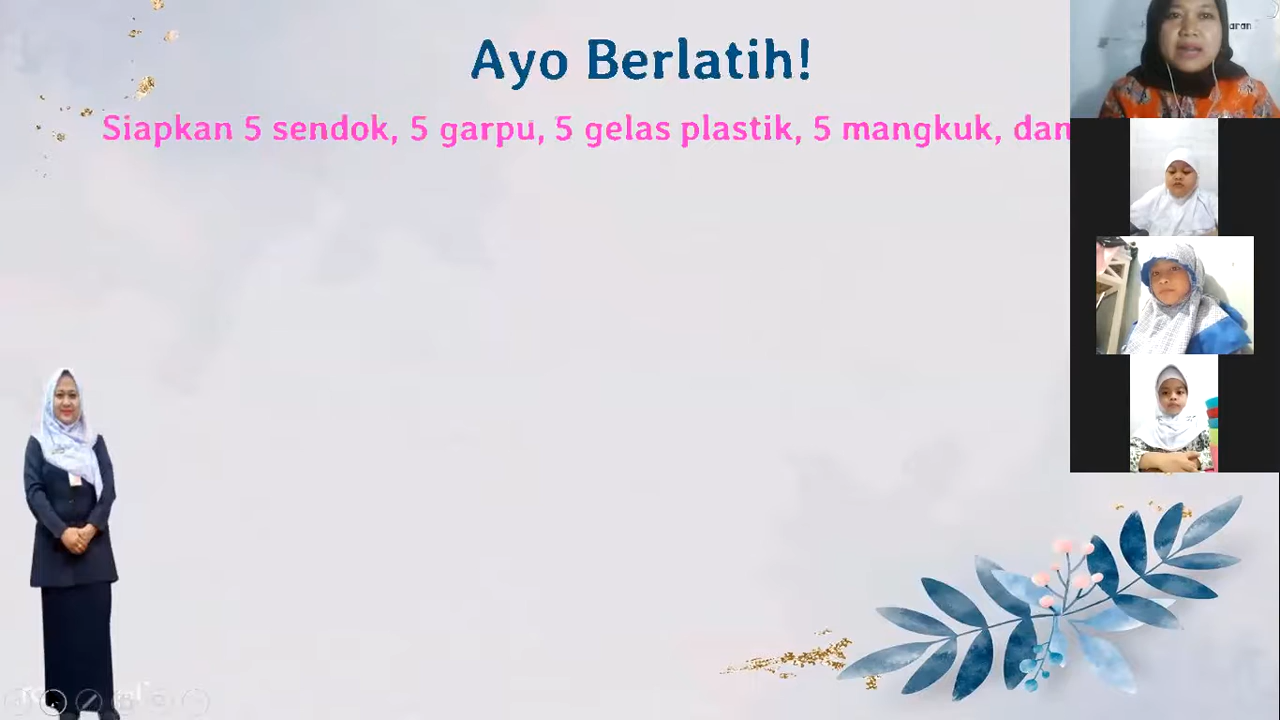 Ayo Berlatih!
Siapkan 5 sendok, 5 garpu, 5 gelas plastik, 5 mangkuk, dan